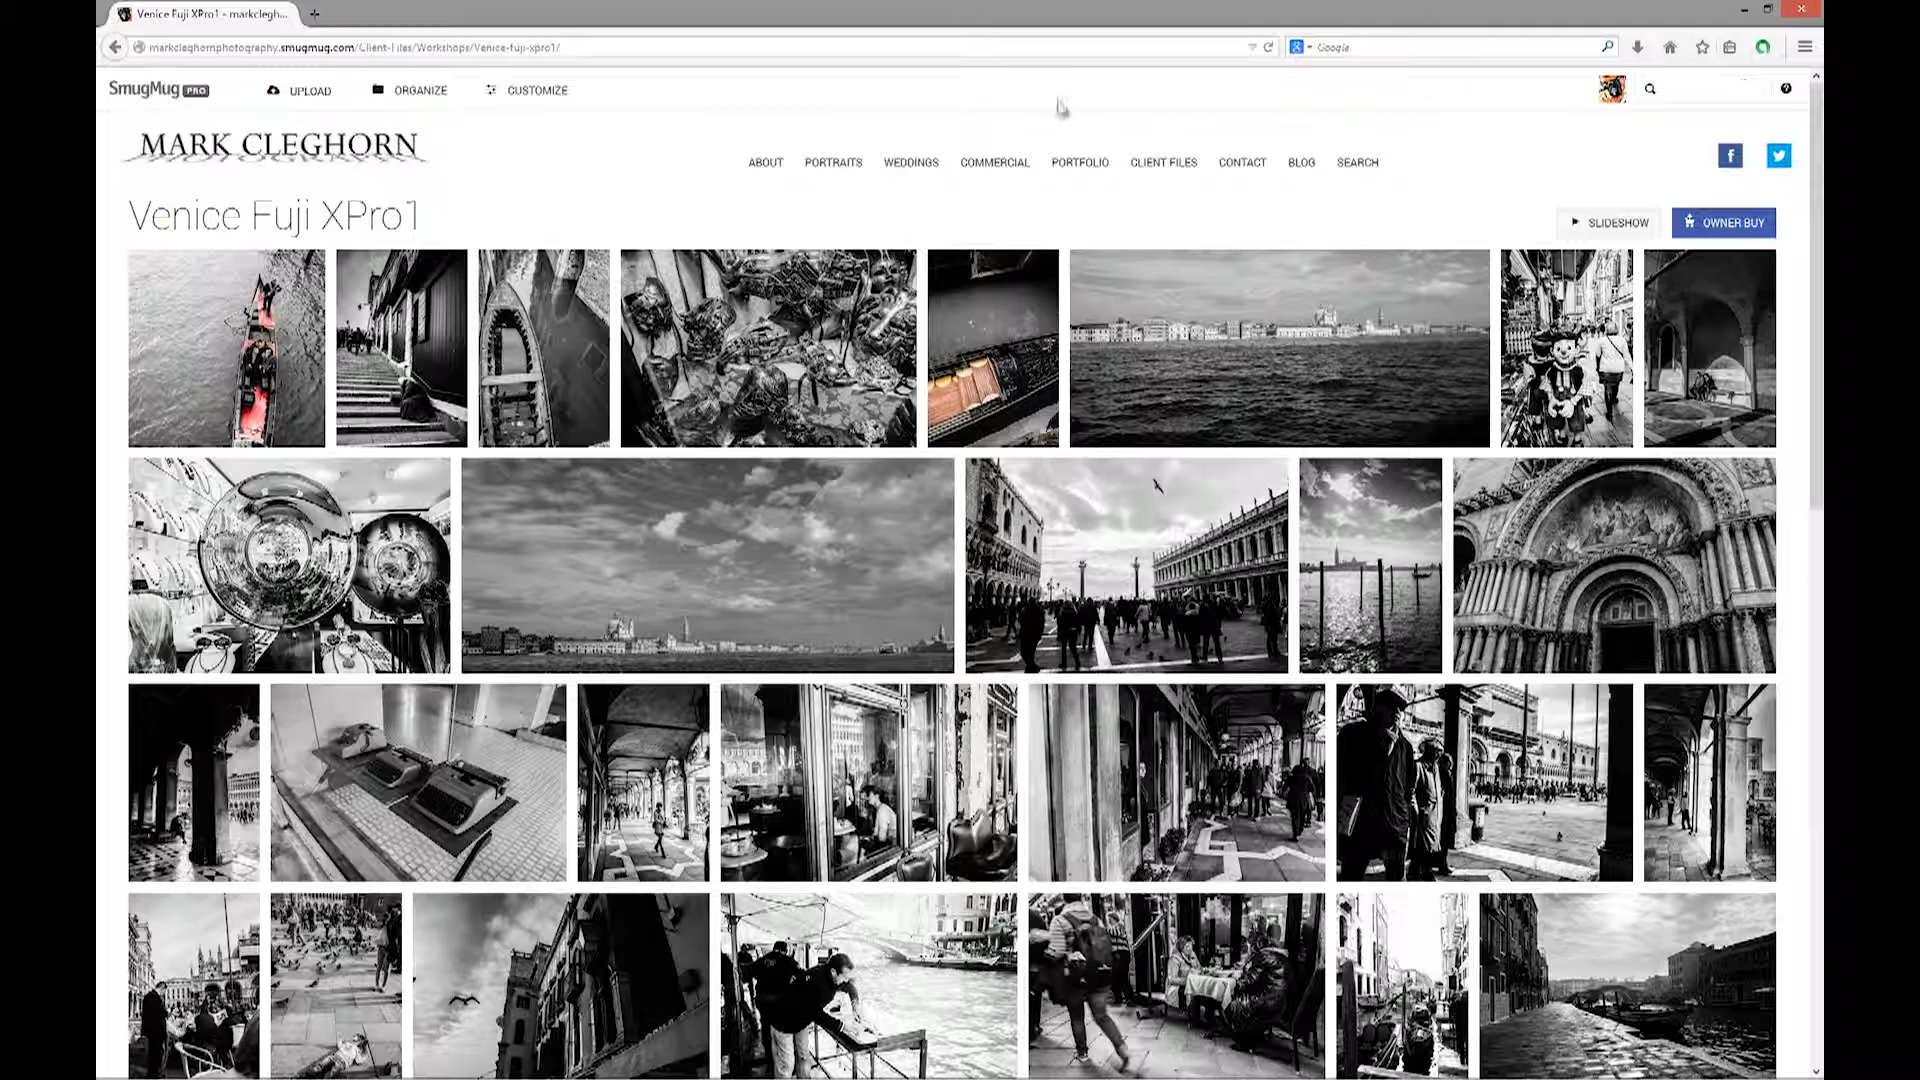 Venice Fuji XPro1 - markclegh...
markcleghornphotography.smugmug.com/Client-Files/Workshops/Venice-fuji-xpro1/
Google
SmugMug PRO
UPLOAD
ORGANIZE
CUSTOMIZE
MARK CLEGHORN
ABOUT
PORTRAITS
WEDDINGS
COMMERCIAL
PORTFOLIO
CLIENT FILES
CONTACT
BLOG
SEARCH
Venice Fuji XPro1
SLIDESHOW
OWNER BUY